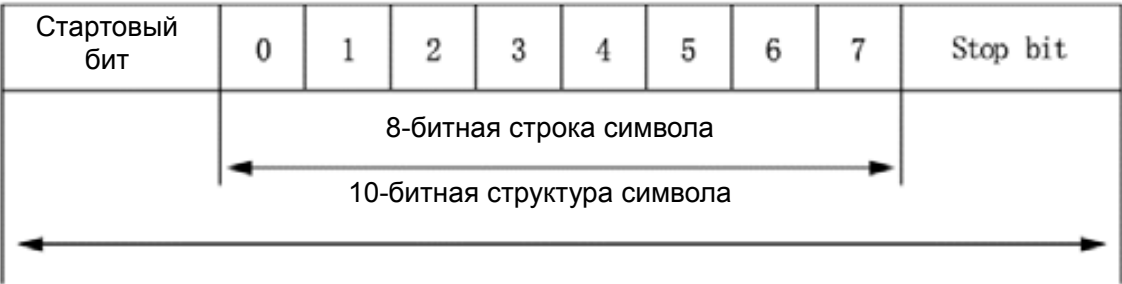 Стартовый
бит
0 1 2 3 4 5 6 7 Stop bit
8-битная строка символа
10-битная структура символа